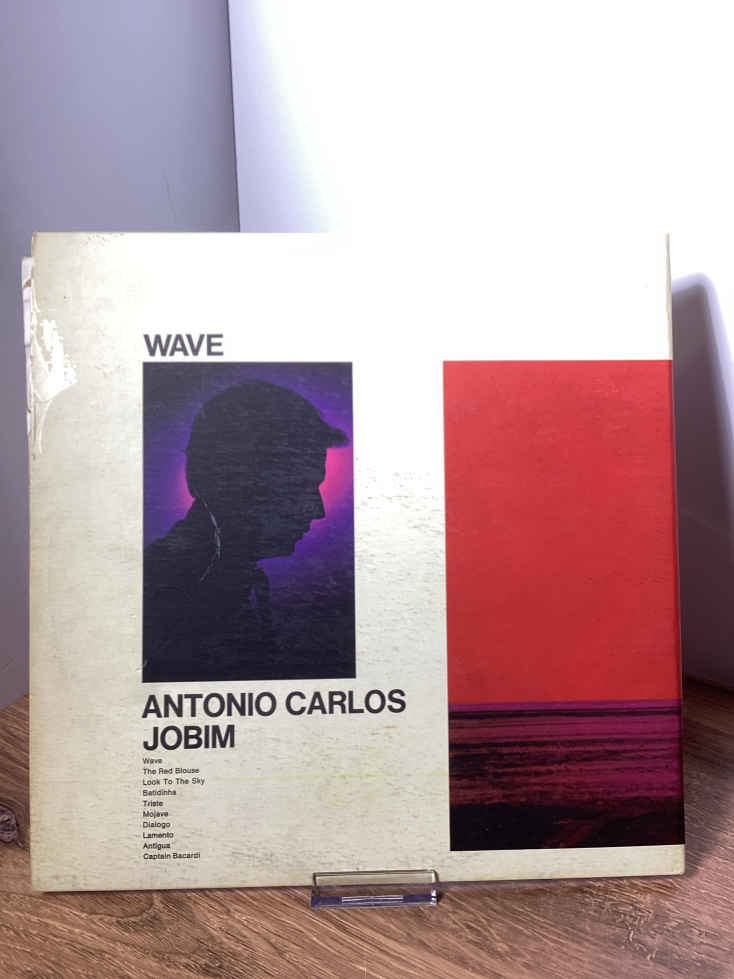 WAVE
ANTONIO CARLOS
JOBIM
Wave
The Red Blouse
Look To The Sky
Batidinha
Triste
Mojave
Dialogo
Lamento
Antigua
Captain Bacardi